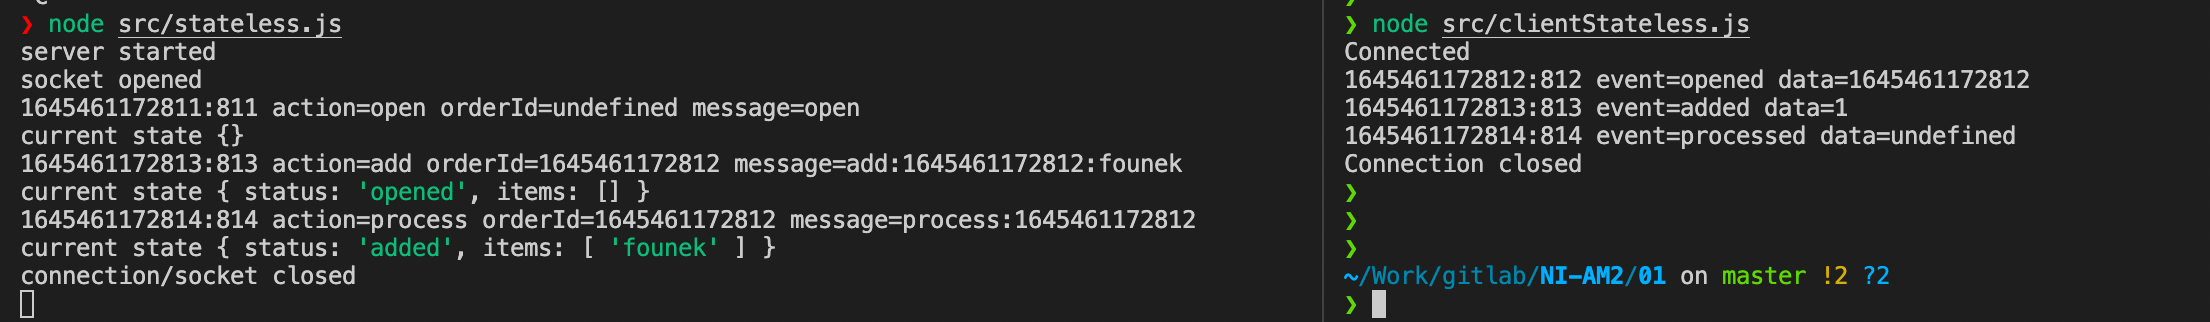 ❯ node src/stateless.js
server started
socket opened
1645461172811:811 action=open orderId=undefined message=open
current state {}
1645461172813:813 action=add orderId=1645461172812 message=add:1645461172812:founek
current state { status: 'opened', items: [] }
1645461172814:814 action=process orderId=1645461172812 message=process:1645461172812
current state { status: 'added', items: [ 'founek' ] }
connection/socket closed
❯ node src/clientStateless.js
Connected
1645461172812:812 event=opened data=1645461172812
1645461172813:813 event=added data=1
1645461172814:814 event=processed data=undefined
Connection closed
❯
❯
❯
~/Work/gitlab/NI-AM2/01 on master !2 ?2
❯